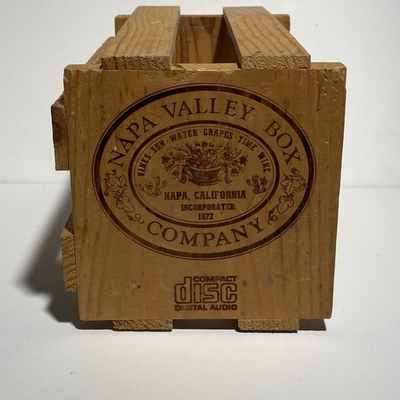 NAPA VALLEY BOX
VINES·SUN·WATER·GRAPES·TIME·WINE
NAPA, CALIFORNIA
INCORPORATED
1872
COMPANY
COMPACT
disc
DIGITAL AUDIO